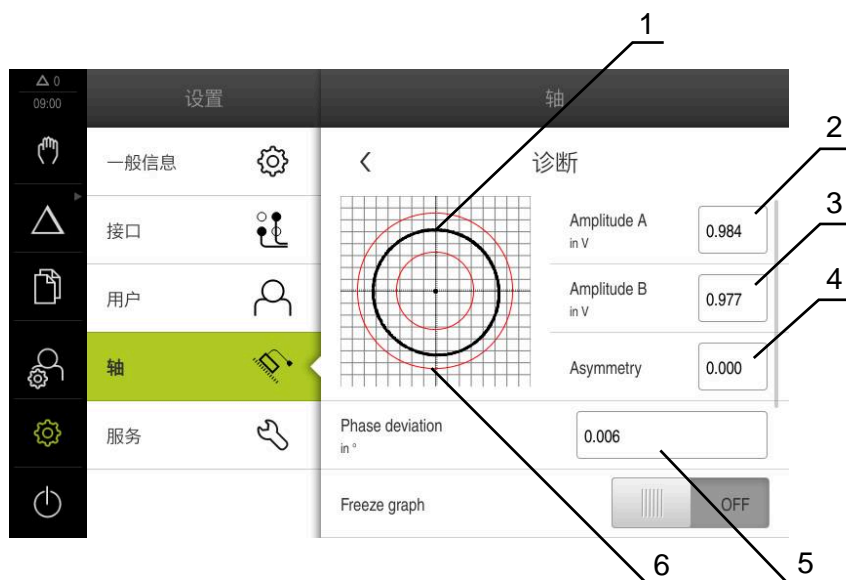 1
△ 0
09:00
设置
轴
2
一般信息
诊断
3
Amplitude A
in V
0.984
接口
4
用户
Amplitude B
in V
0.977
轴
Asymmetry
0.000
服务
Phase deviation
in °
0.006
Freeze graph
OFF
6
5